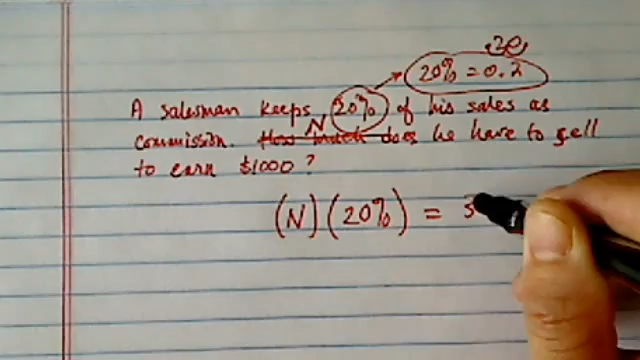 20
20% = 0.2
A salesman keeps 20% of his sales as
N
commission. How much does he have to sell
to earn $1000?
(N)(20%) =